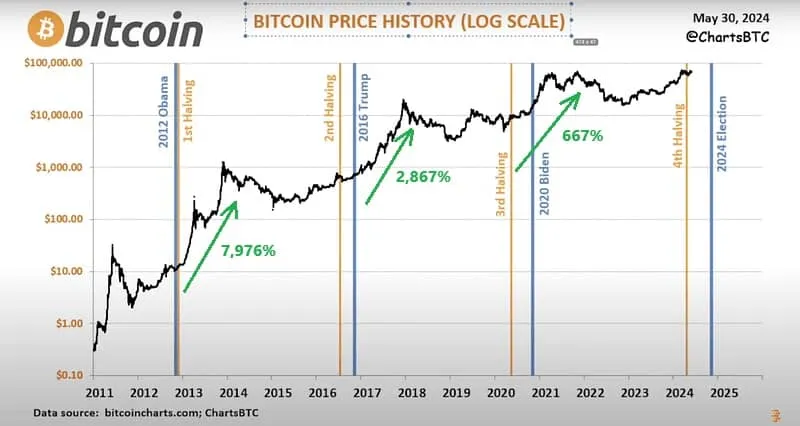 bitcoin
BITCOIN PRICE HISTORY (LOG SCALE)
May 30, 2024
@ChartsBTC
$100,000.00
$10,000.00
$1,000.00
$100.00
$10.00
$1.00
$0.10
2012 Obama
1st Halving
2nd Halving
2016 Trump
3rd Halving
2020 Biden
4th Halving
2024 Election
7,976%
2,867%
667%
2011 2012 2013 2014 2015 2016 2017 2018 2019 2020 2021 2022 2023 2024 2025
Data source: bitcoincharts.com; ChartsBTC